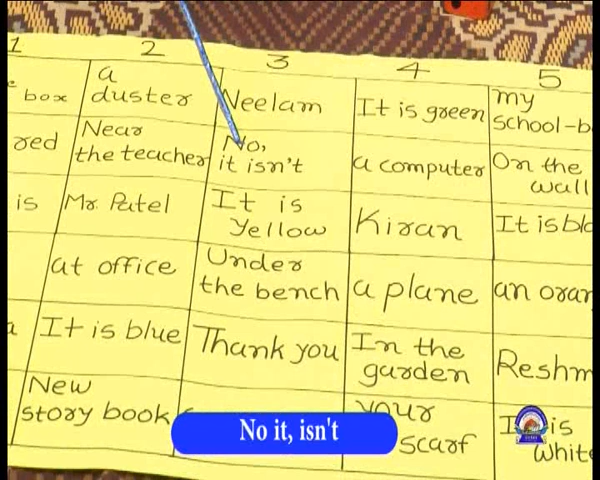 1 2 3 4 5
box
a
duster
Neelam
It is green
my
school-b
red
Near
the teacher
No,
it isn't
a computer
On the
wall
is
Mr. Patel
It is
Yellow
Kiran
It is
at office
Under
the bench
a plane
an
a
It is blue
Thank you
In the
garden
Reshm
New
story book
your
scarf
is
white
No it, isn't